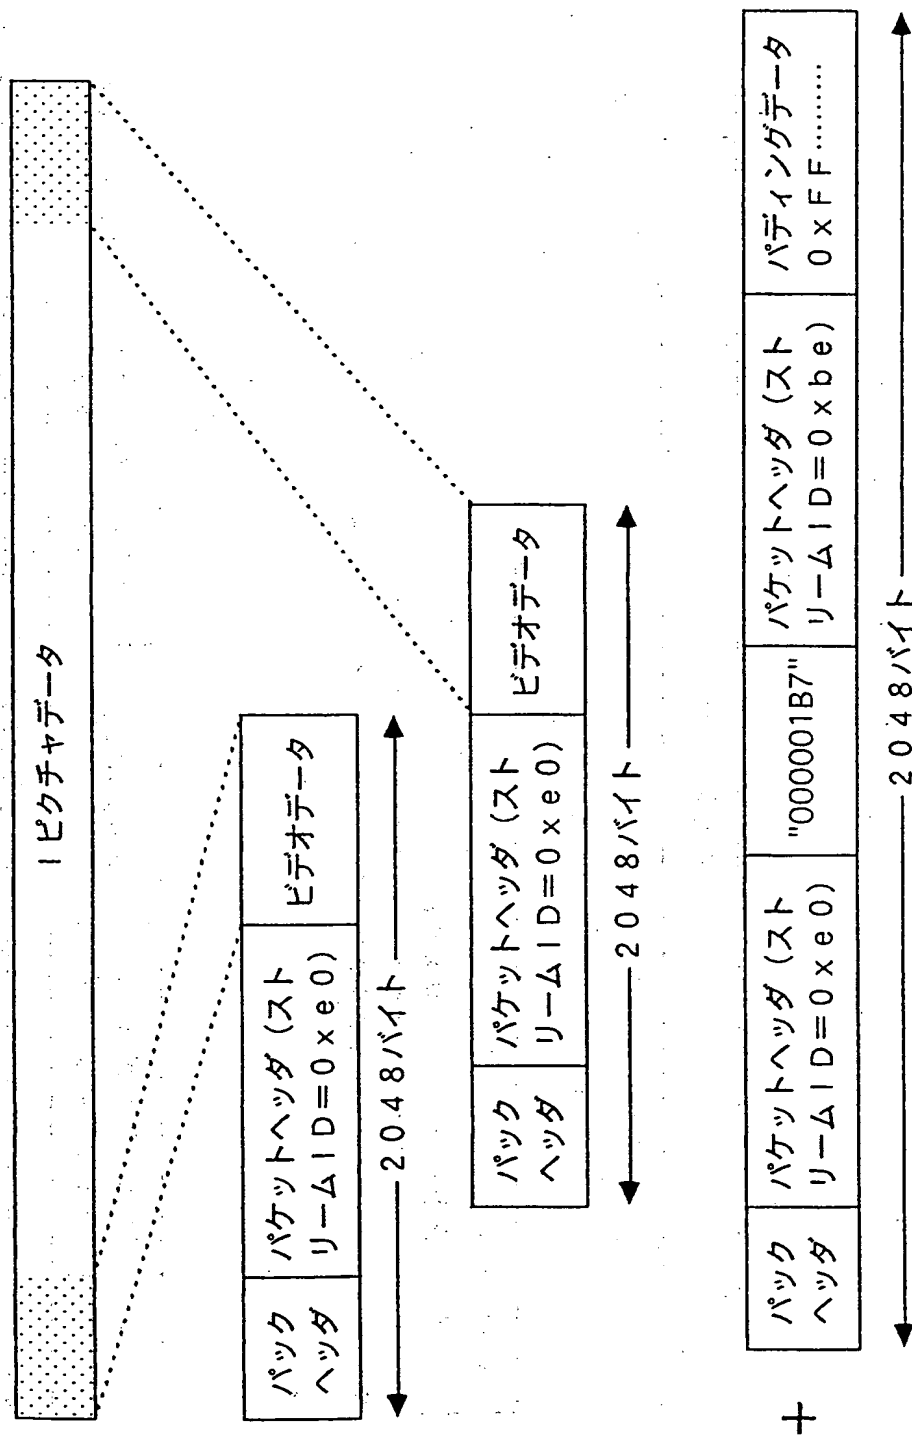 1ピクチャデータ
パック
ヘッダ
パケットヘッダ (スト
リームID=0xe0)
ビデオデータ
2048バイト
パック
ヘッダ
パケットヘッダ (スト
リームID=0xe0)
ビデオデータ
2048バイト
+
パック
ヘッダ
パケットヘッダ (スト
リームID=0xe0)
"000001B7"
パケットヘッダ (スト
リームID=0xbe)
パディングデータ
0xFF………
2048バイト